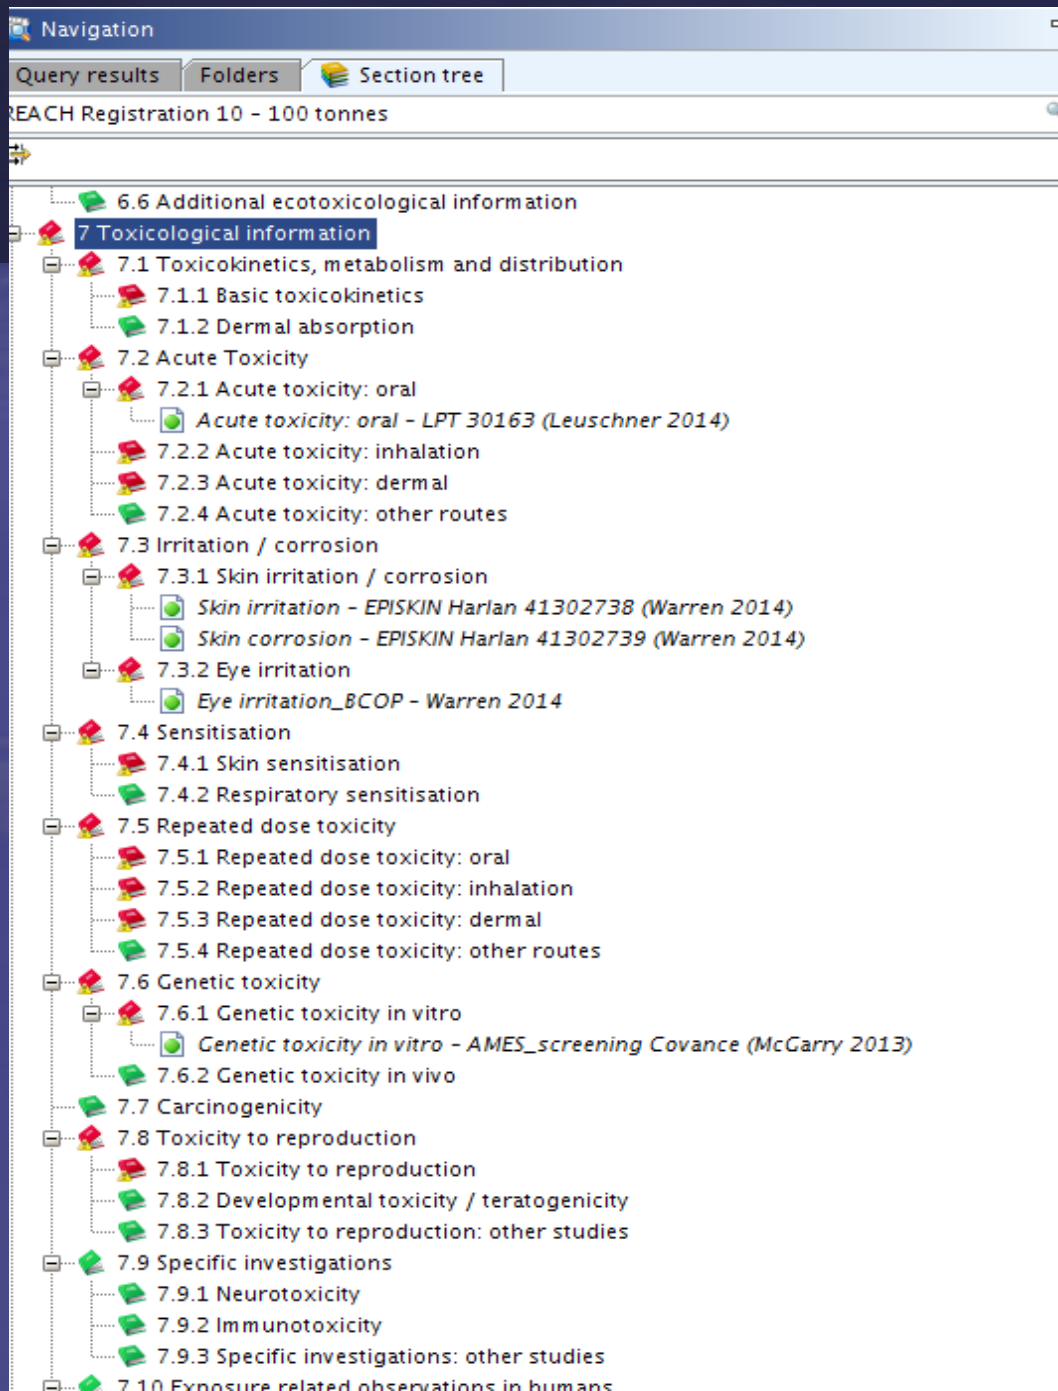 Navigation
Query results Folders Section tree
REACH Registration 10 - 100 tonnes
6.6 Additional ecotoxicological information
7 Toxicological information
7.1 Toxicokinetics, metabolism and distribution
7.1.1 Basic toxicokinetics
7.1.2 Dermal absorption
7.2 Acute Toxicity
7.2.1 Acute toxicity: oral
Acute toxicity: oral - LPT 30163 (Leuschner 2014)
7.2.2 Acute toxicity: inhalation
7.2.3 Acute toxicity: dermal
7.2.4 Acute toxicity: other routes
7.3 Irritation / corrosion
7.3.1 Skin irritation / corrosion
Skin irritation - EPISKIN Harlan 41302738 (Warren 2014)
Skin corrosion - EPISKIN Harlan 41302739 (Warren 2014)
7.3.2 Eye irritation
Eye irritation_BCOP - Warren 2014
7.4 Sensitisation
7.4.1 Skin sensitisation
7.4.2 Respiratory sensitisation
7.5 Repeated dose toxicity
7.5.1 Repeated dose toxicity: oral
7.5.2 Repeated dose toxicity: inhalation
7.5.3 Repeated dose toxicity: dermal
7.5.4 Repeated dose toxicity: other routes
7.6 Genetic toxicity
7.6.1 Genetic toxicity in vitro
Genetic toxicity in vitro - AMES_screening Covance (McGarry 2013)
7.6.2 Genetic toxicity in vivo
7.7 Carcinogenicity
7.8 Toxicity to reproduction
7.8.1 Toxicity to reproduction
7.8.2 Developmental toxicity / teratogenicity
7.8.3 Toxicity to reproduction: other studies
7.9 Specific investigations
7.9.1 Neurotoxicity
7.9.2 Immunotoxicity
7.9.3 Specific investigations: other studies
7.10 Exposure related observations in humans